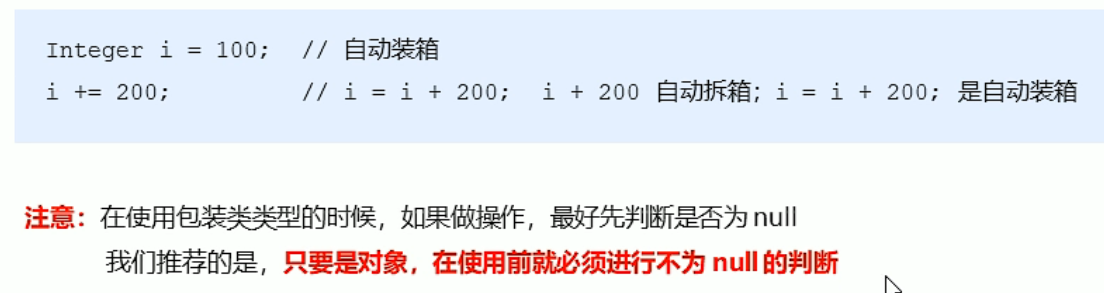 Integer i = 100;  // 自动装箱
i += 200;         // i = i + 200;  i + 200 自动拆箱；i = i + 200; 是自动装箱
注意：在使用包装类类型的时候，如果做操作，最好先判断是否为 null
我们推荐的是，只要是对象，在使用前就必须进行不为 null 的判断